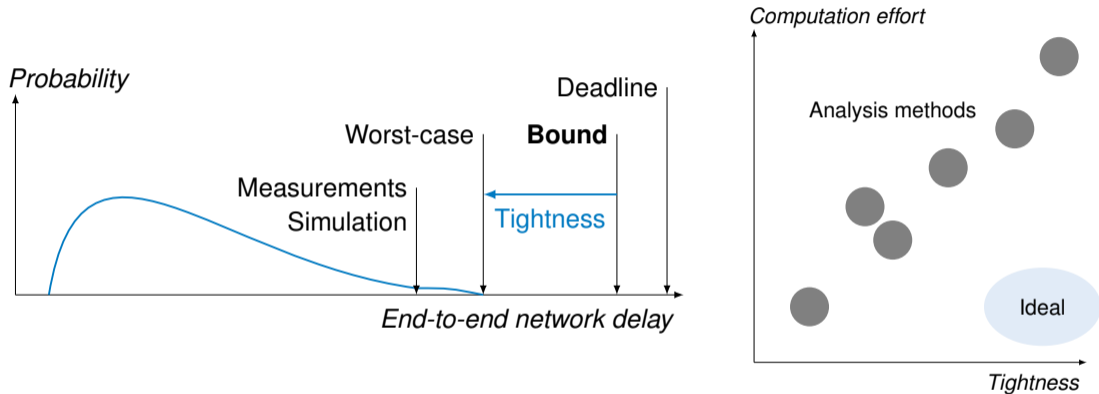 Probability
Deadline
Worst-case
Bound
Measurements
Simulation
Tightness
End-to-end network delay
Computation effort
Analysis methods
Ideal
Tightness